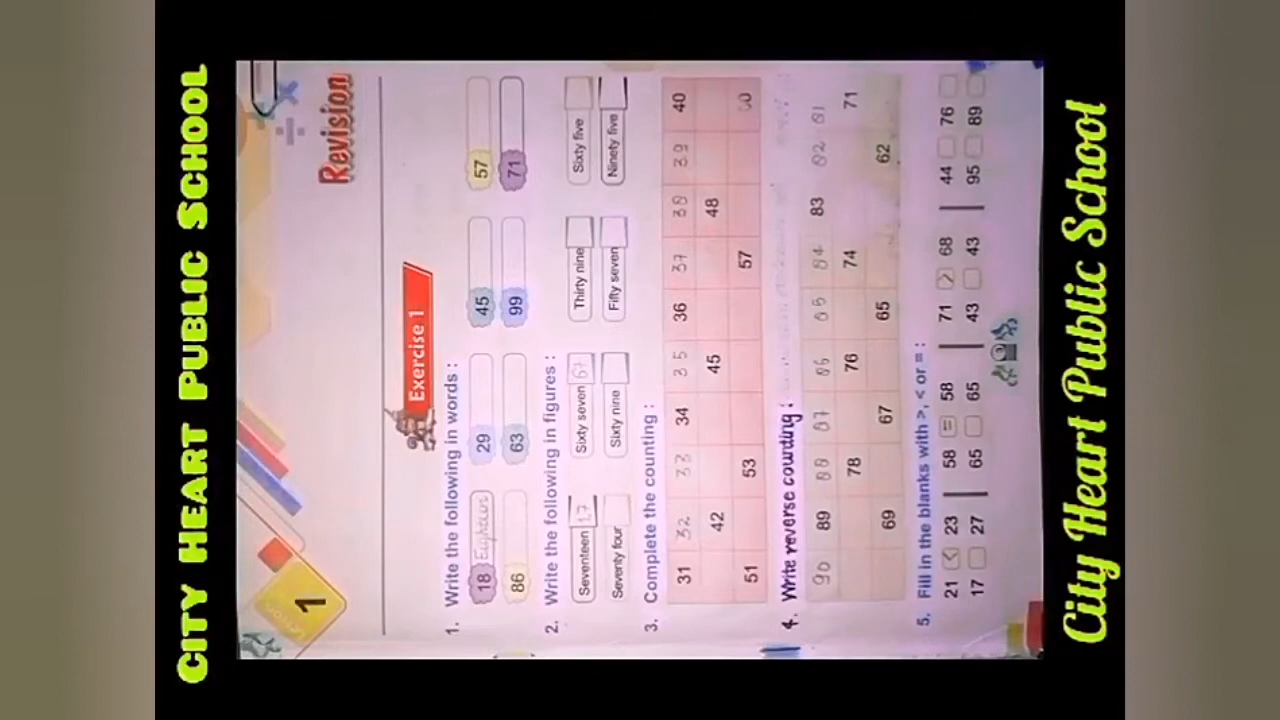 CITY HEART PUBLIC SCHOOL
1
Revision
Exercise 1
1. Write the following in words :
18 Eighteen 29 45 57
86 63 99 71
2. Write the following in figures :
Seventeen 17 Sixty seven 67 Thirty nine Sixty five
Seventy four Sixty nine Fifty seven Ninety five
3. Complete the counting :
31 32 33 34 35 36 37 38 39 40
42 45 48
51 53 57 60
4. Write reverse counting :
90 89 88 87 86 85 84 83 82 81
78 76 74 71
69 67 65 62
5. Fill in the blanks with >, < or = :
21 < 23 58 = 58 71 > 68 44 76
17 27 65 65 43 43 95 89
City Heart Public School